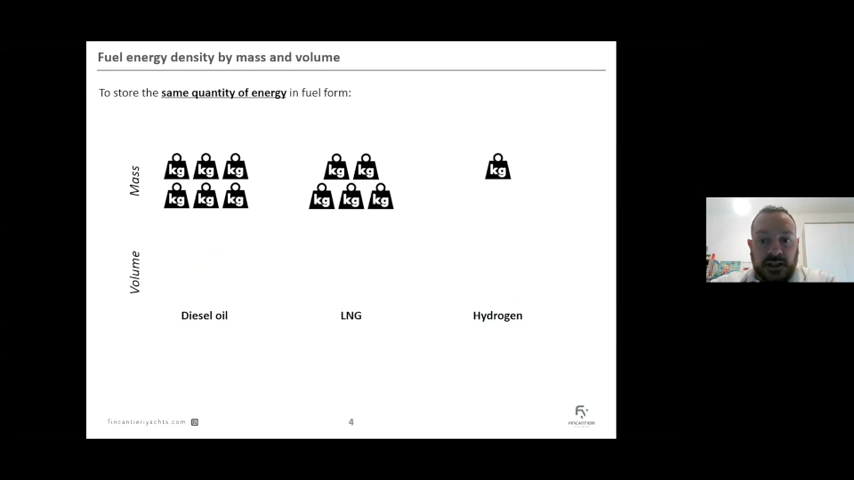 Fuel energy density by mass and volume
To store the same quantity of energy in fuel form:
Mass
kg kg kg
kg kg kg
kg kg
kg kg kg
kg
Volume
Diesel oil
LNG
Hydrogen
fincantieriyachts.com
4
FINCANTIERI